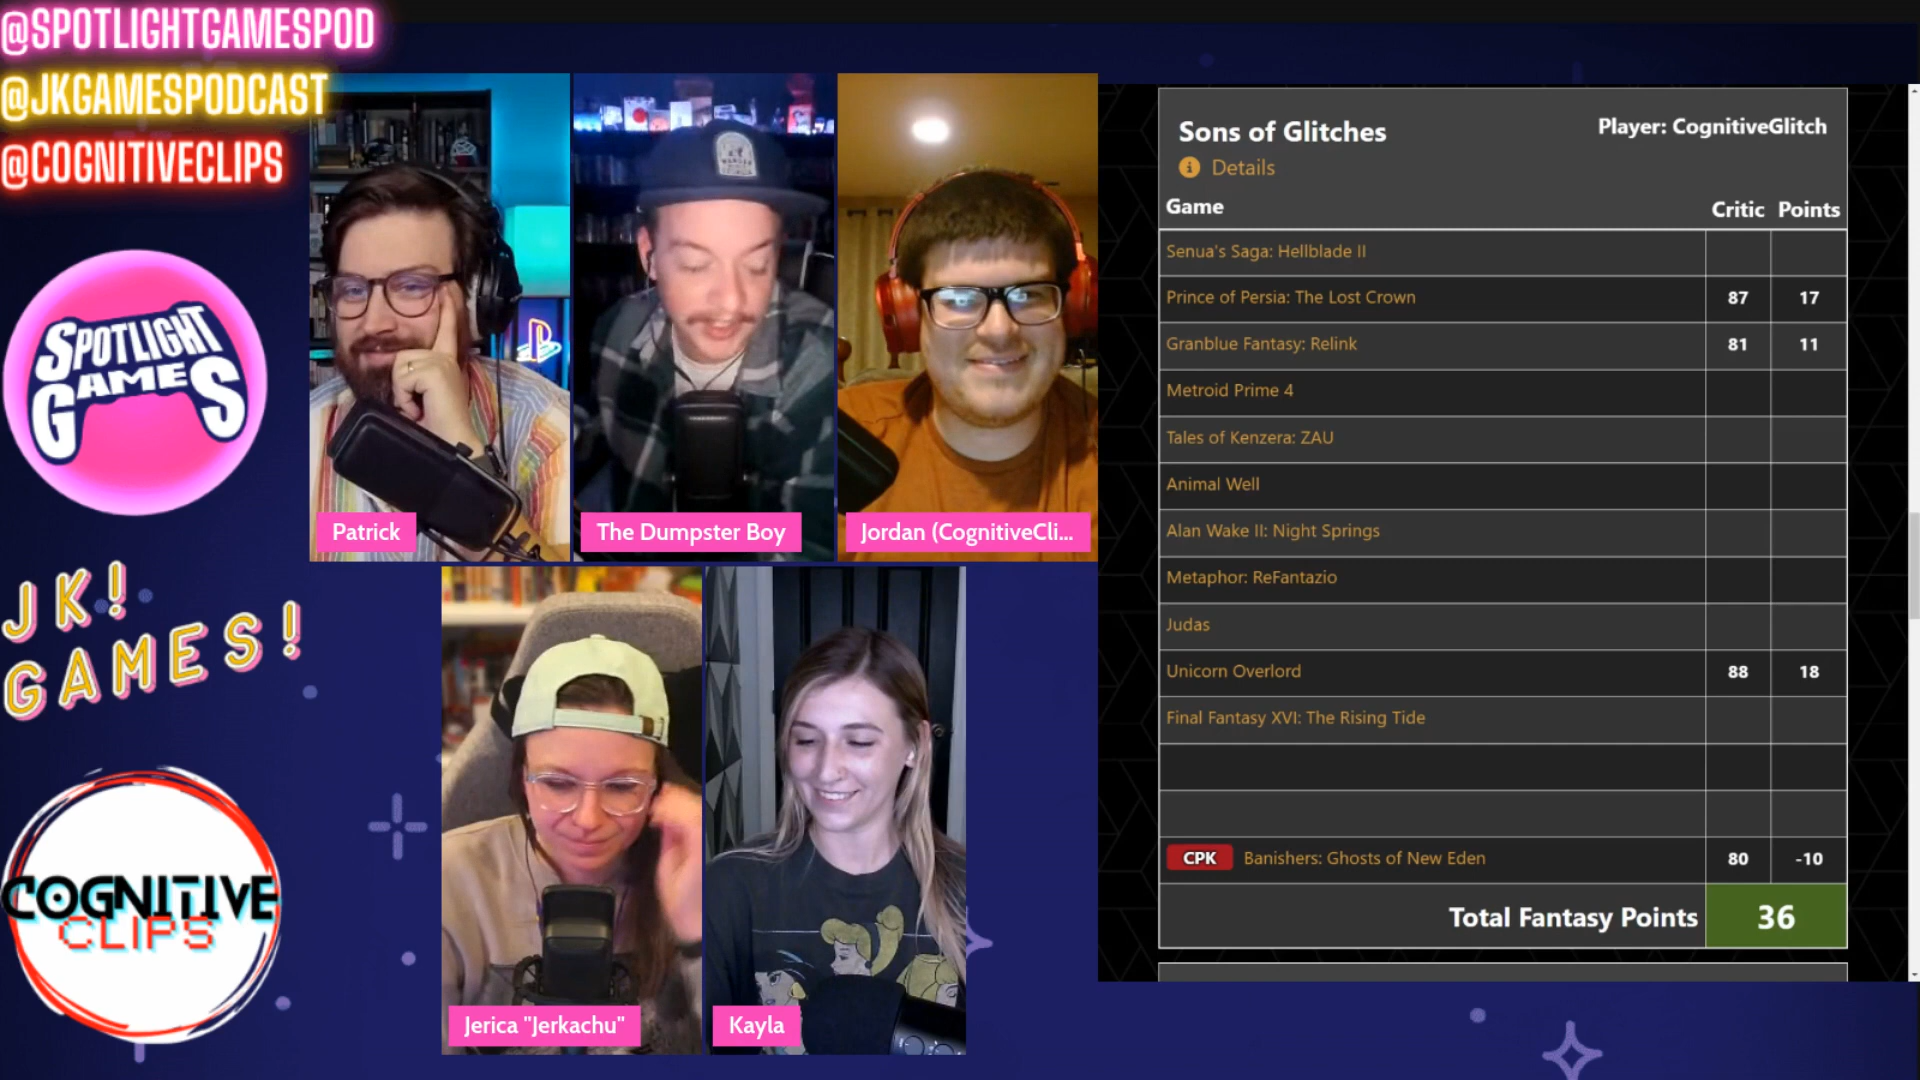 @SPOTLIGHTGAMESPOD
@JKGAMESPODCAST
@COGNITIVECLIPS
SPOTLIGHT
GAMES
JK!
GAMES!
COGNITIVE
CLIPS
Patrick
The Dumpster Boy
Jordan (CognitiveCli...
Jerica "Jerkachu"
Kayla
Sons of Glitches
Player: CognitiveGlitch
Details
Game Critic Points
Senua's Saga: Hellblade II
Prince of Persia: The Lost Crown 87 17
Granblue Fantasy: Relink 81 11
Metroid Prime 4
Tales of Kenzera: ZAU
Animal Well
Alan Wake II: Night Springs
Metaphor: ReFantazio
Judas
Unicorn Overlord 88 18
Final Fantasy XVI: The Rising Tide
CPK Banishers: Ghosts of New Eden 80 -10
Total Fantasy Points 36